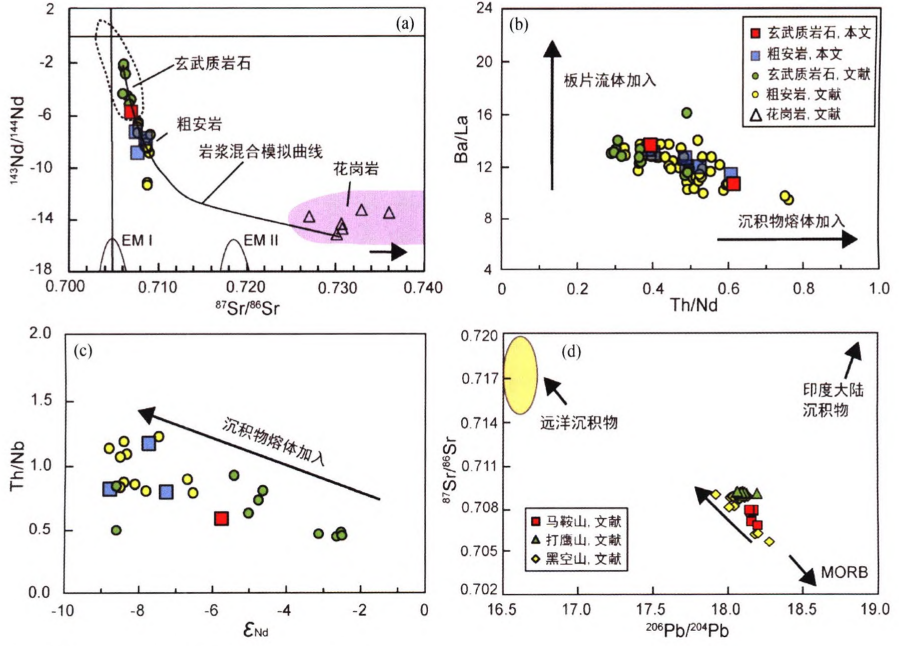 (a)
2
-2
-6
-10
-14
-18
¹⁴³Nd/¹⁴⁴Nd
玄武质岩石
粗安岩
岩浆混合模拟曲线
花岗岩
EM I
EM II
0.700
0.710
0.720
0.730
0.740
⁸⁷Sr/⁸⁶Sr
(b)
24
20
16
12
8
4
Ba/La
板片流体加入
玄武质岩石, 本文
粗安岩, 本文
玄武质岩石, 文献
粗安岩, 文献
花岗岩, 文献
沉积物熔体加入
0
0.2
0.4
0.6
0.8
1.0
Th/Nd
(c)
2.0
1.5
1.0
0.5
0.0
Th/Nb
沉积物熔体加入
-10
-8
-6
-4
-2
0
εNd
(d)
0.720
0.717
0.714
0.711
0.708
0.705
0.702
⁸⁷Sr/⁸⁶Sr
远洋沉积物
印度大陆
沉积物
马鞍山, 文献
打鹰山, 文献
黑空山, 文献
MORB
16.5
17.0
17.5
18.0
18.5
19.0
²⁰⁶Pb/²⁰⁴Pb